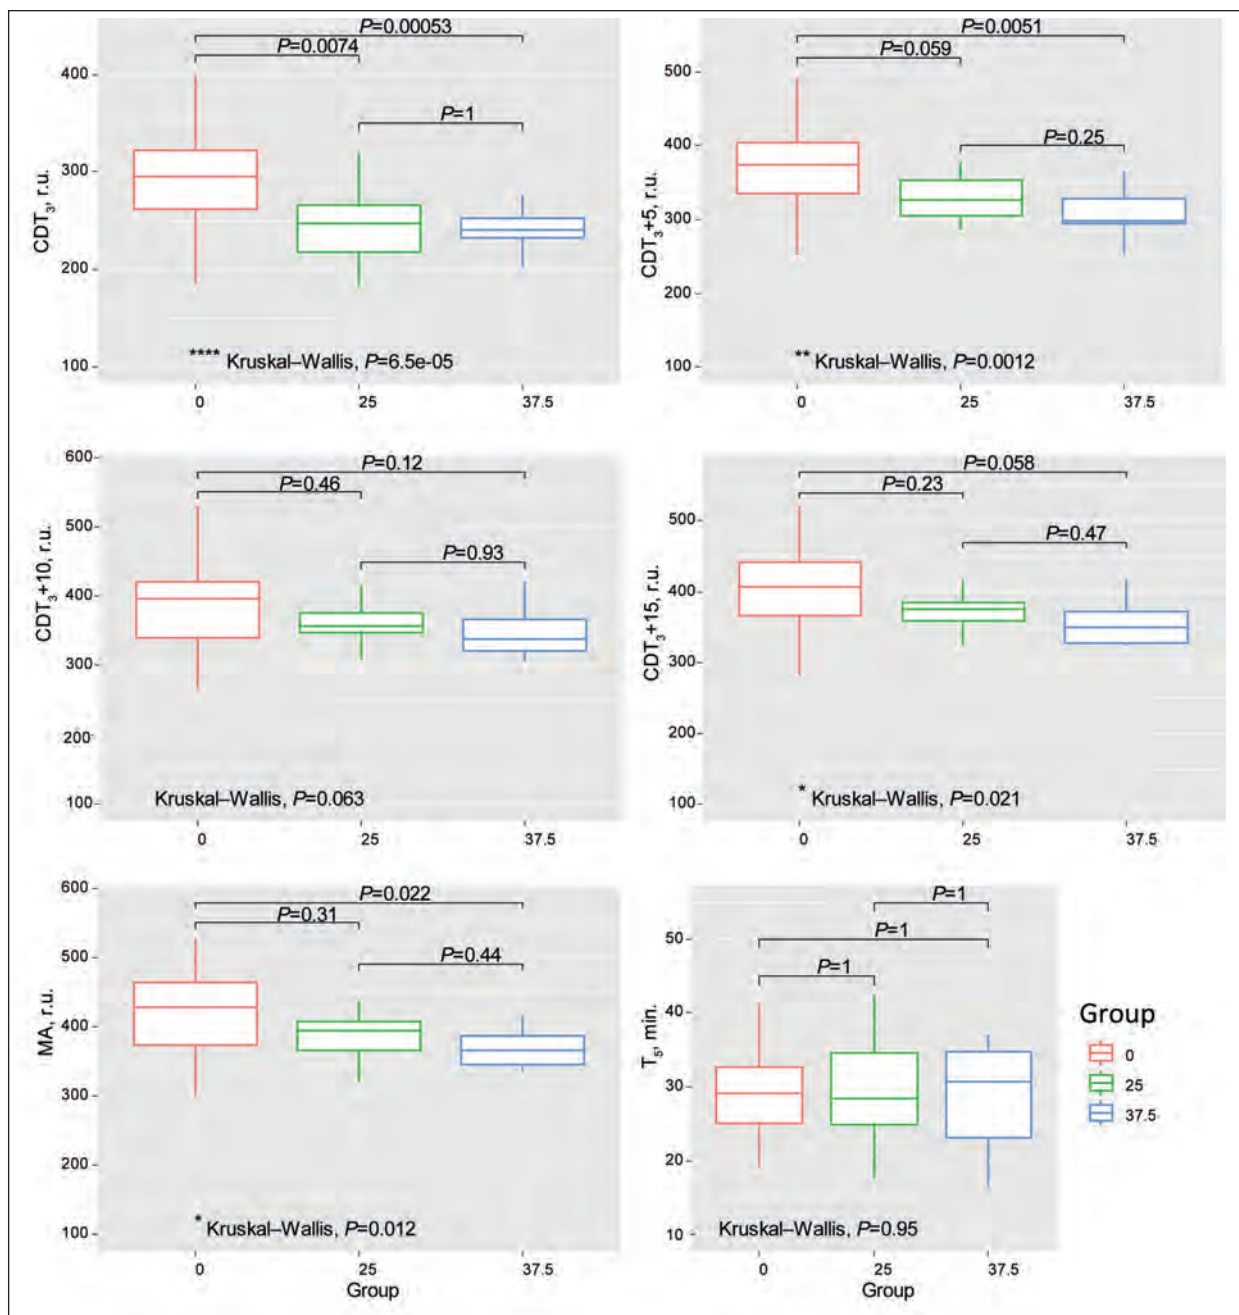 P=0.00053
P=0.0074
400
P=1
300
CDT3, r.u.
200
**** Kruskal–Wallis, P=6.5e-05
100
0 25 37.5
P=0.0051
P=0.059
500
400
P=0.25
CDT3+5, r.u.
300
200
** Kruskal–Wallis, P=0.0012
100
0 25 37.5
600
P=0.12
P=0.46
500
P=0.93
CDT3+10, r.u.
400
300
200
Kruskal–Wallis, P=0.063
100
0 25 37.5
P=0.058
P=0.23
500
P=0.47
CDT3+15, r.u.
400
300
200
* Kruskal–Wallis, P=0.021
100
0 25 37.5
600
P=0.022
P=0.31
500
P=0.44
MA, r.u.
400
300
200
* Kruskal–Wallis, P=0.012
100
0 25 37.5
Group
P=1
50
P=1
P=1
40
T5, min.
30
20
Kruskal–Wallis, P=0.95
10
0 25 37.5
Group
Group
0
25
37.5